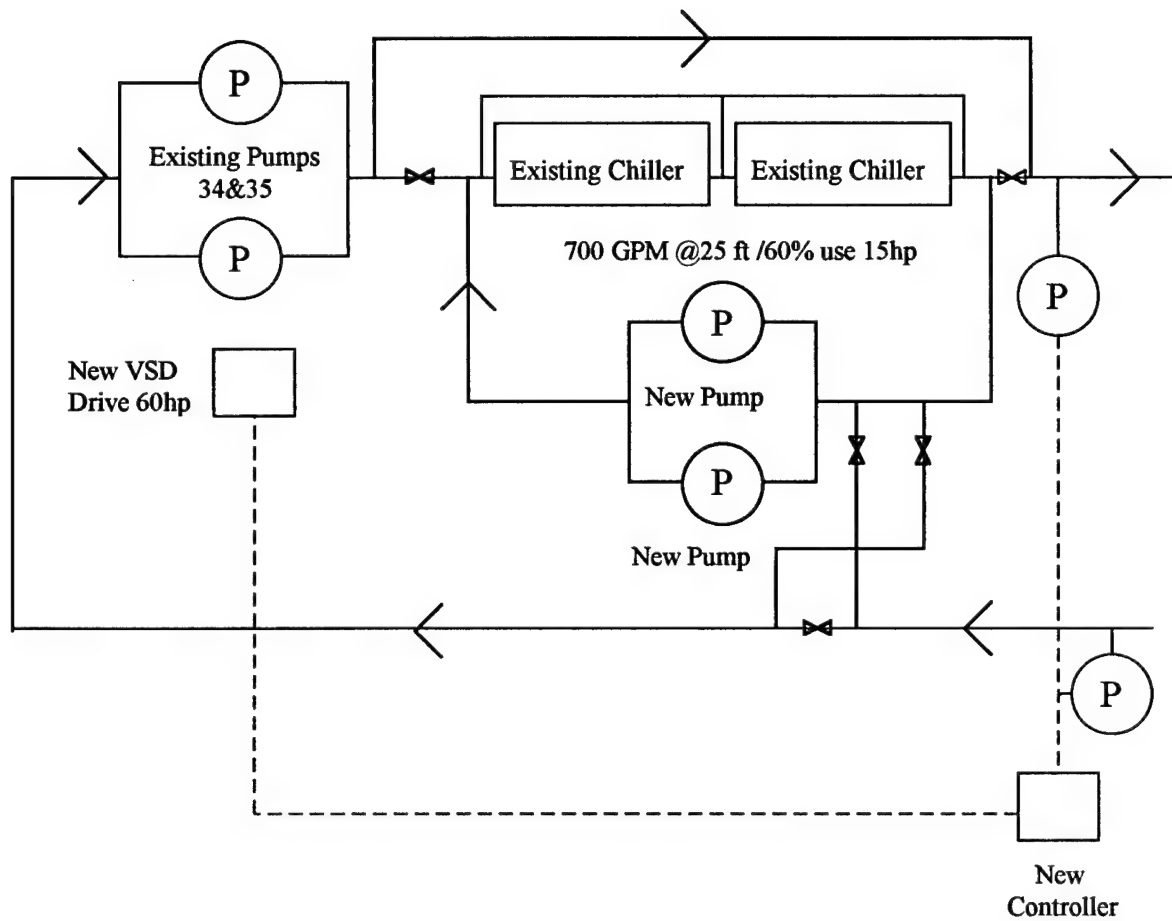 P
Existing Pumps
34&35
P
Existing Chiller
Existing Chiller
700 GPM @25 ft /60% use 15hp
P
P
New VSD
Drive 60hp
New Pump
P
New Pump
P
New
Controller